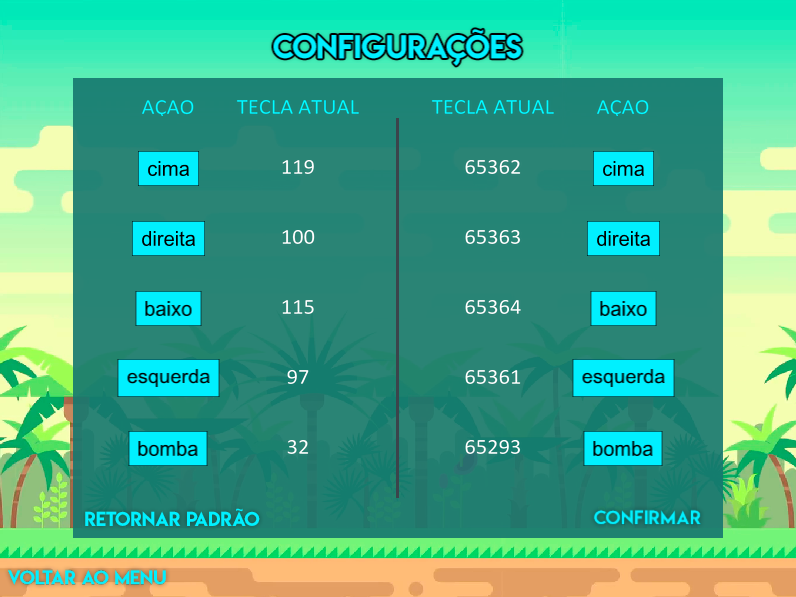 CONFIGURAÇÕES
AÇAO TECLA ATUAL TECLA ATUAL AÇAO
cima 119 65362 cima
direita 100 65363 direita
baixo 115 65364 baixo
esquerda 97 65361 esquerda
bomba 32 65293 bomba
RETORNAR PADRÃO CONFIRMAR
VOLTAR AO MENU